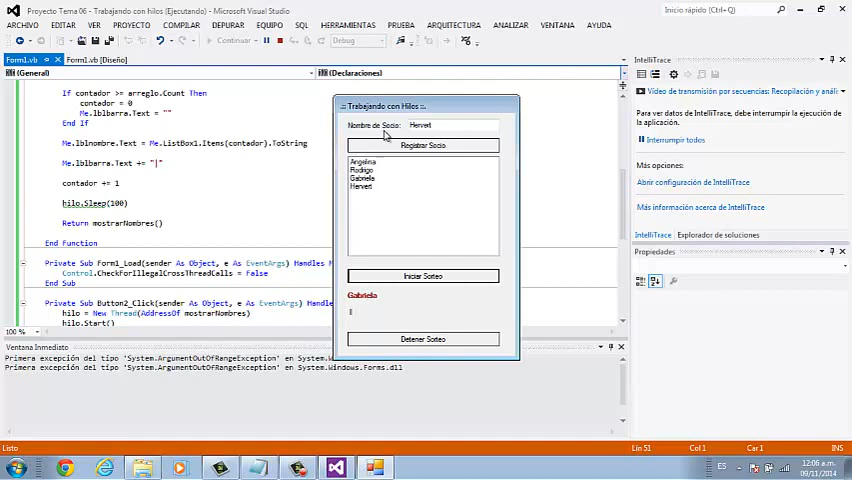 Proyecto Tema 06 - Trabajando con hilos (Ejecutando) - Microsoft Visual Studio
Inicio rápido (Ctrl+Q)
ARCHIVO EDITAR VER PROYECTO COMPILAR DEPURAR EQUIPO SQL HERRAMIENTAS PRUEBA ARQUITECTURA ANALIZAR VENTANA AYUDA
Continuar
Debug
Form1.vb
Form1.vb [Diseño]
(General)
(Declaraciones)
If contador >= arreglo.Count Then
contador = 0
Me.lblbarra.Text = ""
End If
Me.lblnombre.Text = Me.ListBox1.Items(contador).ToString
Me.lblbarra.Text += "|"
contador += 1
hilo.Sleep(100)
Return mostrarNombres()
End Function
Private Sub Form1_Load(sender As Object, e As EventArgs) Handles
Control.CheckForIllegalCrossThreadCalls = False
End Sub
Private Sub Button2_Click(sender As Object, e As EventArgs) Hand
hilo = New Thread(AddressOf mostrarNombres)
hilo.Start()
100 %
.:: Trabajando con Hilos ::.
Nombre de Socio:
Hervert
Registrar Socio
Angelina
Rodrigo
Gabriela
Hervert
Iniciar Sorteo
Gabriela
||
Detener Sorteo
IntelliTrace
Vídeo de transmisión por secuencias: Recopilación y análi
Para ver datos de IntelliTrace, debe interrumpir la ejecución de
la aplicación.
Interrumpir todos
Más opciones:
Abrir configuración de IntelliTrace
Más información acerca de IntelliTrace
IntelliTrace
Explorador de soluciones
Propiedades
Ventana Inmediato
Primera excepción del tipo 'System.ArgumentOutOfRangeException' en System.W
Primera excepción del tipo 'System.ArgumentOutOfRangeException' en System.Windows.Forms.dll
Listo
Lín 51
Col 1
Car 1
INS
ES
12:06 a.m.
09/11/2014